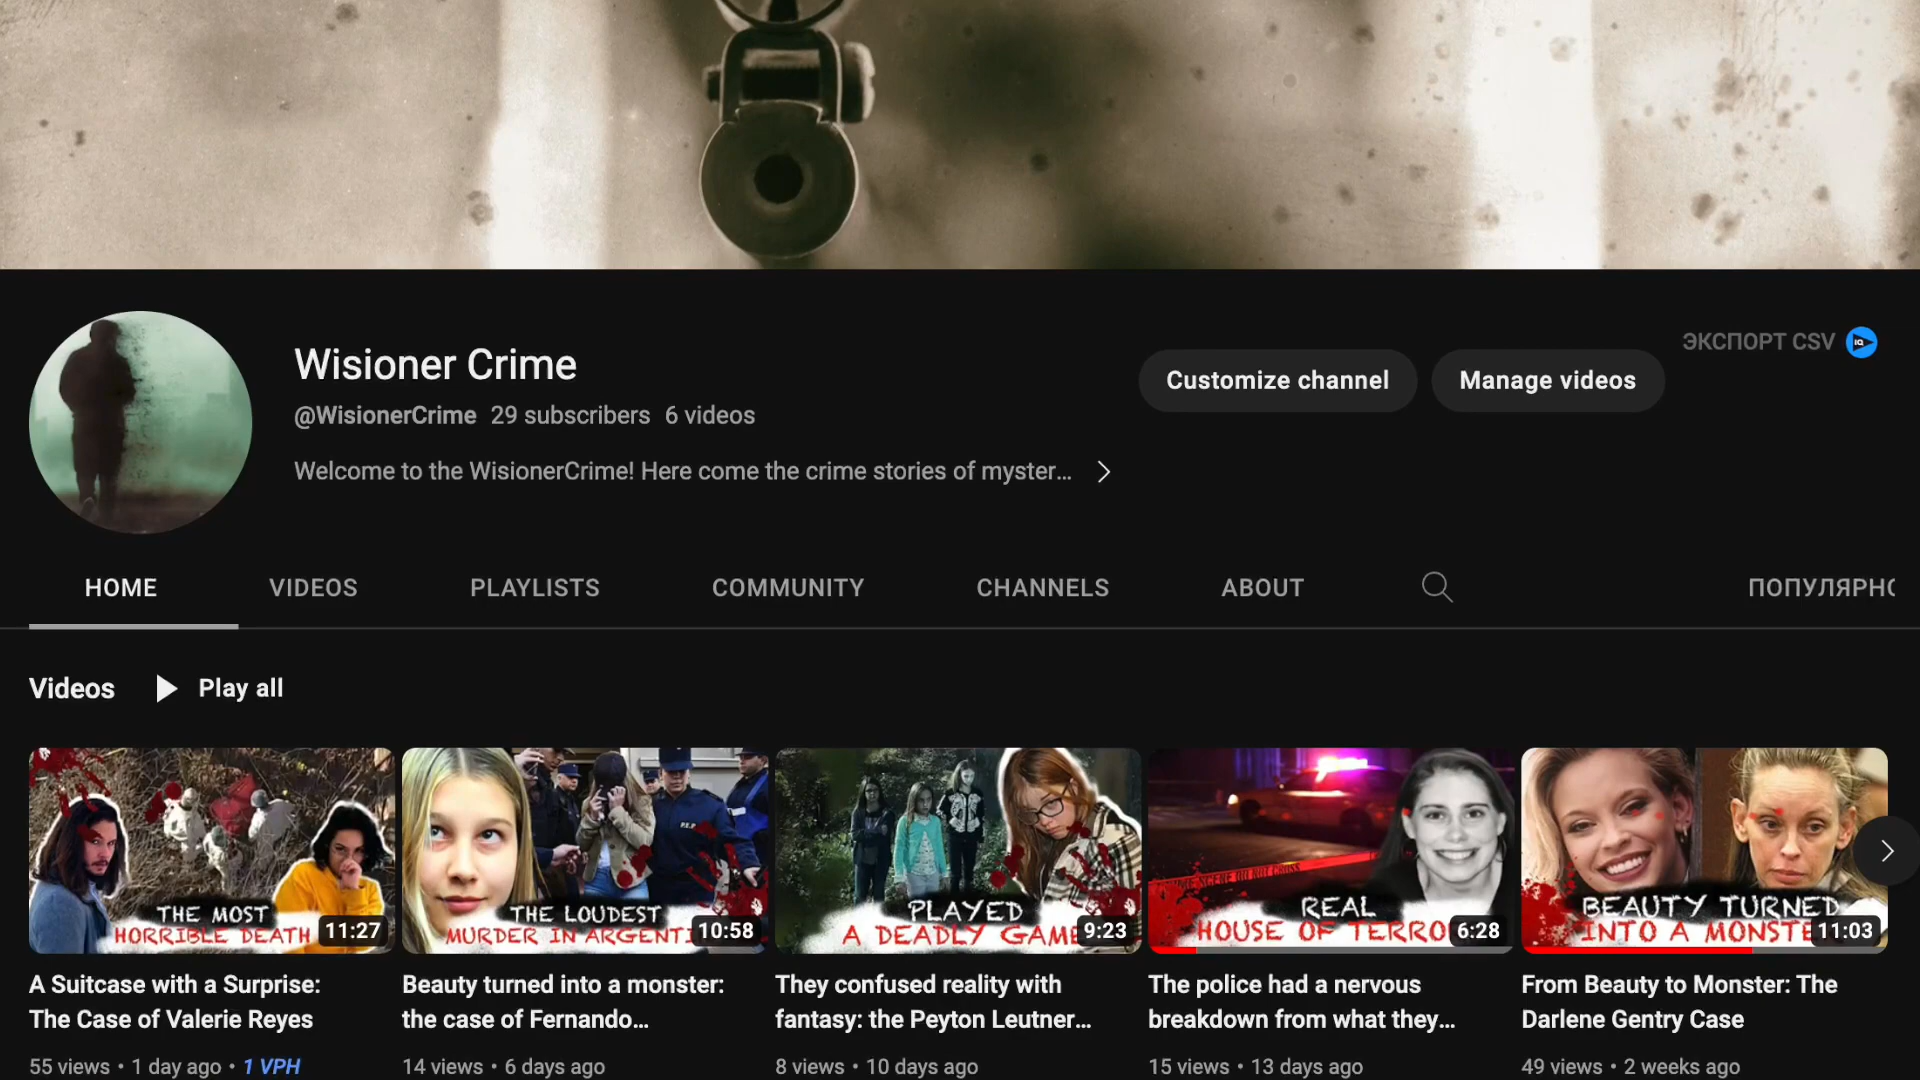 Wisioner Crime
@WisionerCrime 29 subscribers 6 videos
Welcome to the WisionerCrime! Here come the crime stories of myster...
Customize channel
Manage videos
ЭКСПОРТ CSV
IQ
HOME
VIDEOS
PLAYLISTS
COMMUNITY
CHANNELS
ABOUT
ПОПУЛЯРНО
Videos
Play all
THE MOST
HORRIBLE DEATH
11:27
THE LOUDEST
MURDER IN ARGENTI
10:58
PLAYED
A DEADLY GAME
9:23
REAL
HOUSE OF TERRO
6:28
BEAUTY TURNED
INTO A MONSTE
11:03
A Suitcase with a Surprise:
The Case of Valerie Reyes
55 views • 1 day ago • 1 VPH
Beauty turned into a monster:
the case of Fernando...
14 views • 6 days ago
They confused reality with
fantasy: the Peyton Leutner...
8 views • 10 days ago
The police had a nervous
breakdown from what they...
15 views • 13 days ago
From Beauty to Monster: The
Darlene Gentry Case
49 views • 2 weeks ago